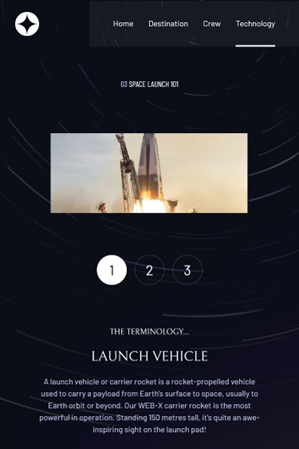 Home Destination Crew Technology
03 SPACE LAUNCH 101
1 2 3
THE TERMINOLOGY...
LAUNCH VEHICLE
A launch vehicle or carrier rocket is a rocket-propelled vehicle
used to carry a payload from Earth's surface to space, usually to
Earth orbit or beyond. Our WEB-X carrier rocket is the most
powerful in operation. Standing 150 metres tall, it's quite an awe-
inspiring sight on the launch pad!